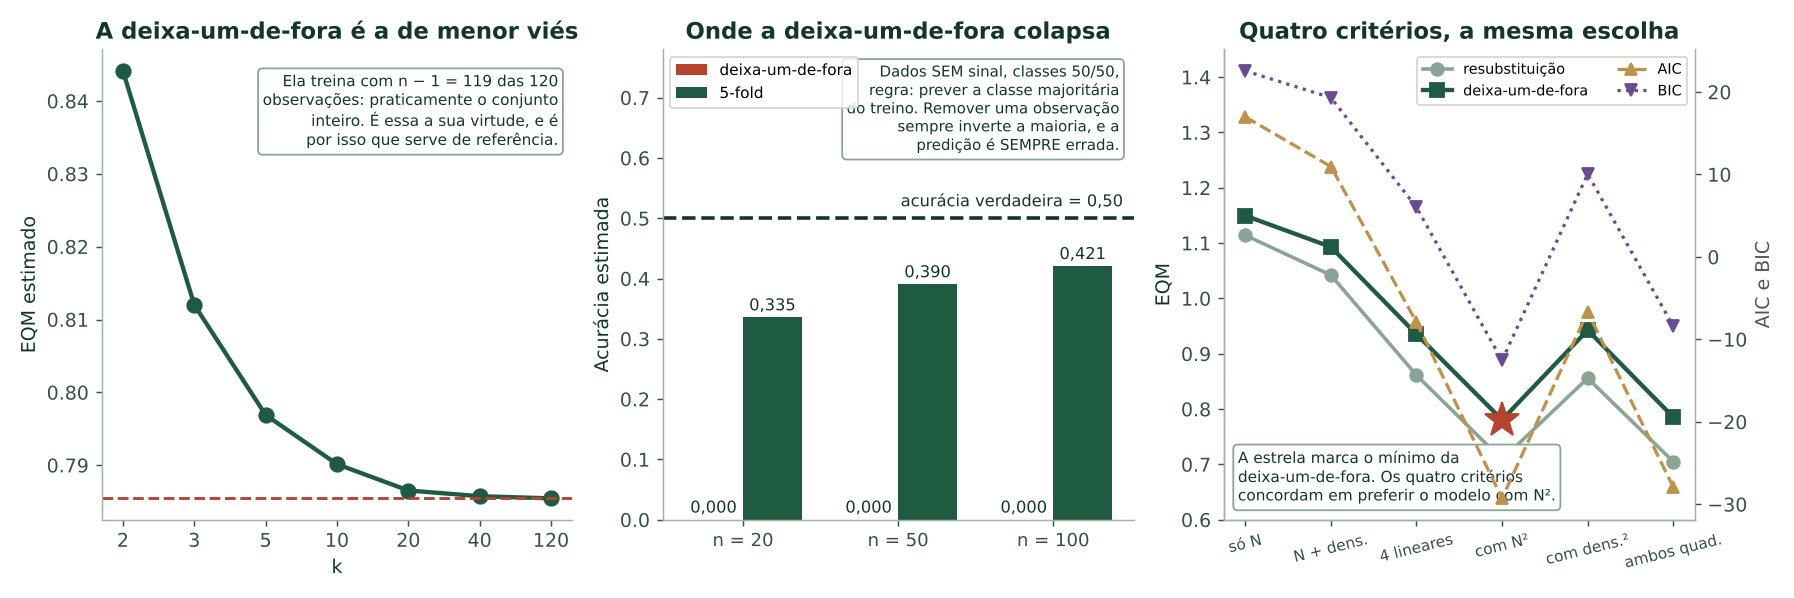 A deixa-um-de-fora é a de menor viés
EQM estimado
0.84
0.83
0.82
0.81
0.80
0.79
Ela treina com n − 1 = 119 das 120
observações: praticamente o conjunto
inteiro. É essa a sua virtude, e é
por isso que serve de referência.
2
3
5
10
20
40
120
k
Onde a deixa-um-de-fora colapsa
Acurácia estimada
0.7
0.6
0.5
0.4
0.3
0.2
0.1
0.0
deixa-um-de-fora
5-fold
Dados SEM sinal, classes 50/50,
regra: prever a classe majoritária
do treino. Remover uma observação
sempre inverte a maioria, e a
predição é SEMPRE errada.
acurácia verdadeira = 0,50
0,335
0,390
0,421
0,000
0,000
0,000
n = 20
n = 50
n = 100
Quatro critérios, a mesma escolha
EQM
1.4
1.3
1.2
1.1
1.0
0.9
0.8
0.7
0.6
resubstituição
deixa-um-de-fora
AIC
BIC
A estrela marca o mínimo da
deixa-um-de-fora. Os quatro critérios
concordam em preferir o modelo com N².
20
10
0
−10
−20
−30
AIC e BIC
só N
N + dens.
4 lineares
com N²
com dens.²
ambos quad.